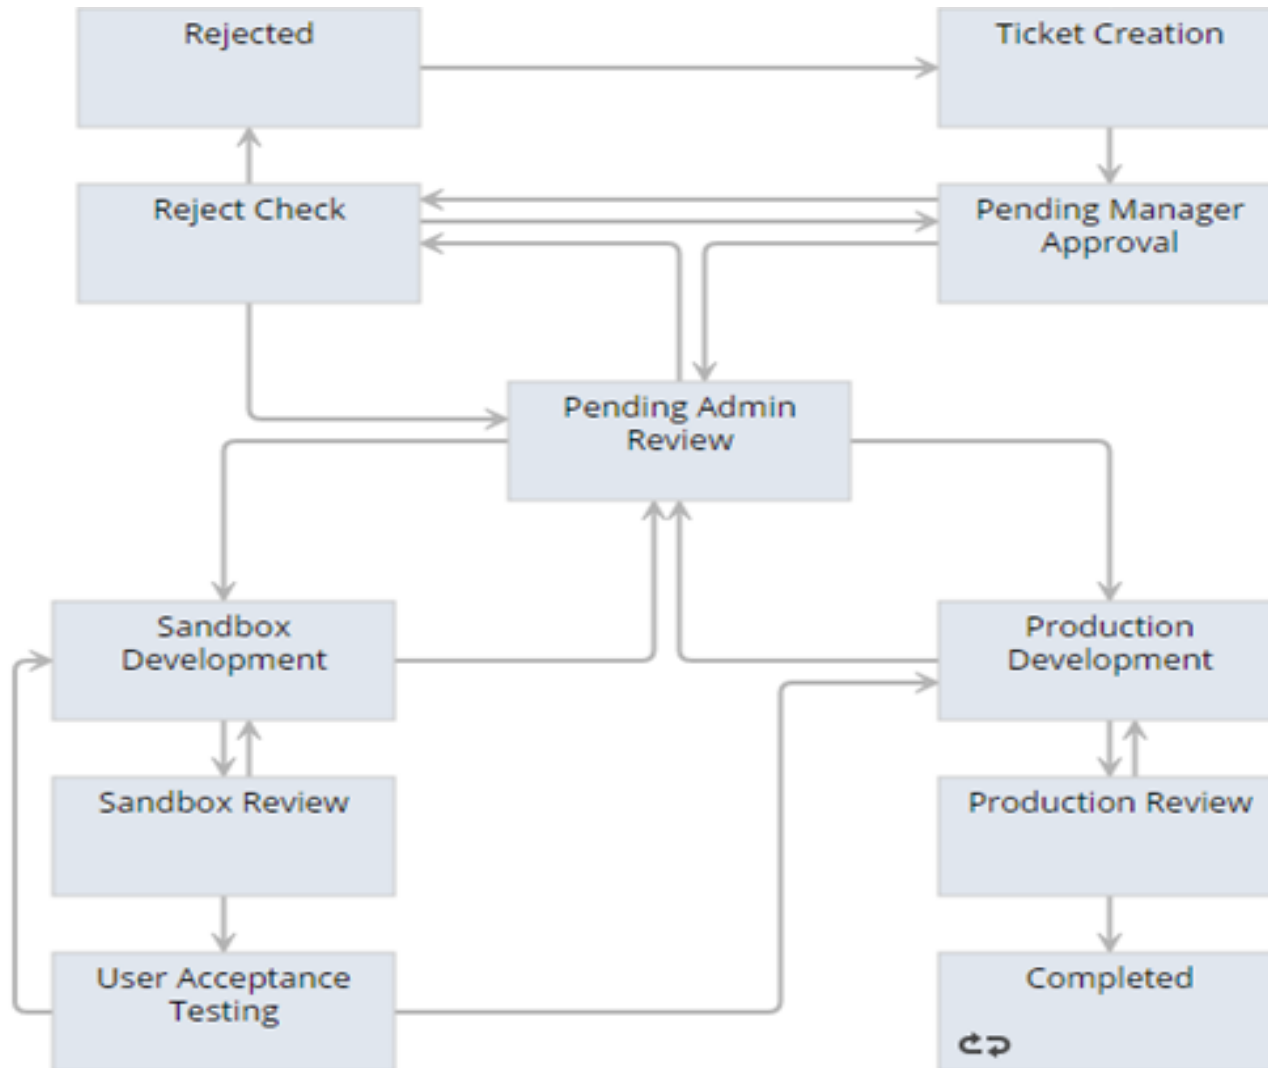 Rejected
Ticket Creation
Reject Check
Pending Manager
Approval
Pending Admin
Review
Sandbox
Development
Production
Development
Sandbox Review
Production Review
User Acceptance
Testing
Completed